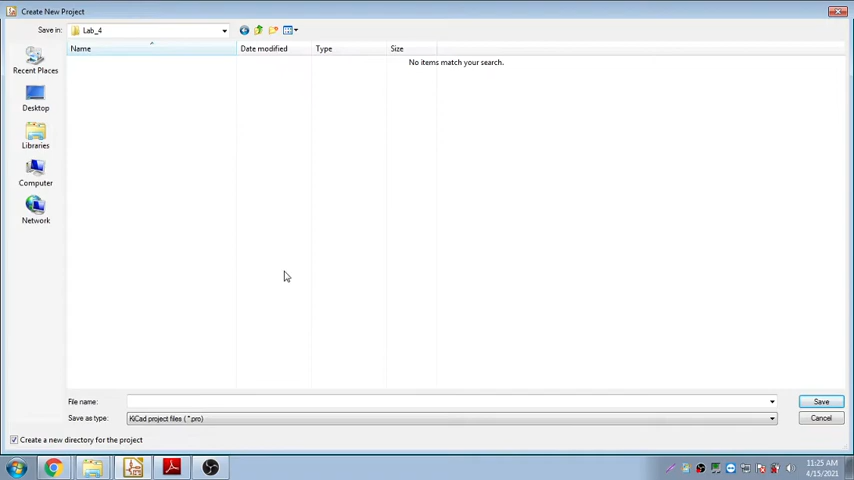 Create New Project
Save in:
Lab_4
Name
Date modified
Type
Size
No items match your search.
Recent Places
Desktop
Libraries
Computer
Network
File name:
Save
Save as type:
KiCad project files ( *.pro)
Cancel
Create a new directory for the project
11:25 AM
4/15/2021